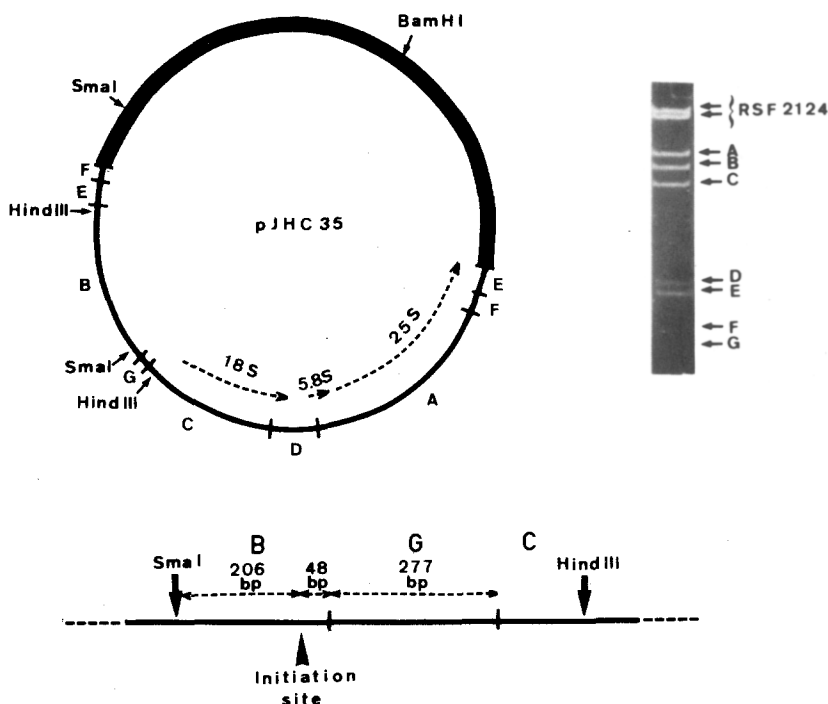 BamHI
SmaI
F
E
HindIII
B
SmaI
G
HindIII
C
D
A
F
E
pJHC35
18S
5.8S
25S
RSF 2124
A
B
C
D
E
F
G
B
G
C
SmaI
206
bp
48
bp
277
bp
HindIII
Initiation
site